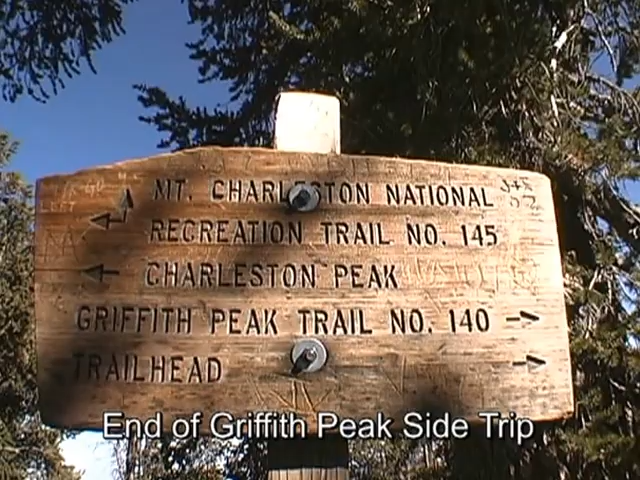 MT. CHARLESTON NATIONAL
RECREATION TRAIL NO. 145
CHARLESTON PEAK
GRIFFITH PEAK TRAIL NO. 140
TRAILHEAD
End of Griffith Peak Side Trip